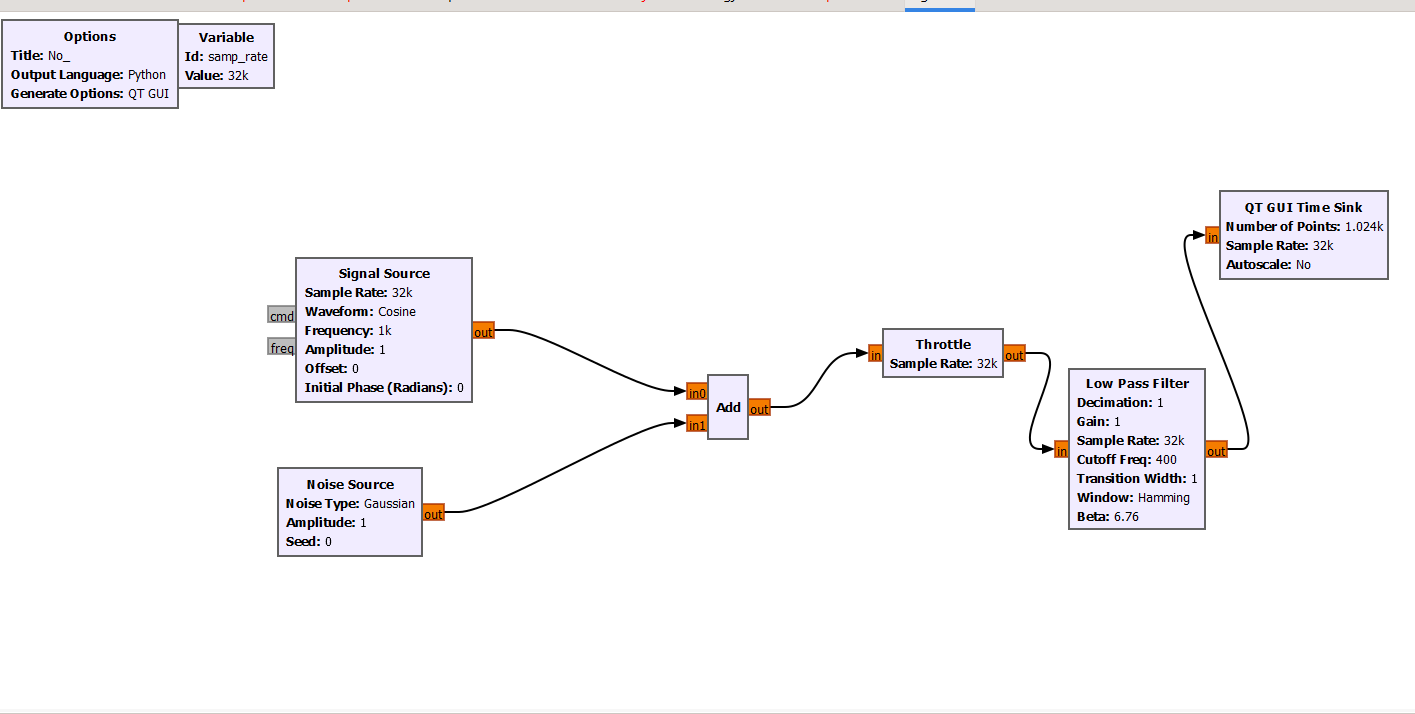 Options
Title: No_
Output Language: Python
Generate Options: QT GUI
Variable
Id: samp_rate
Value: 32k
QT GUI Time Sink
Number of Points: 1.024k
Sample Rate: 32k
Autoscale: No
in
Signal Source
Sample Rate: 32k
Waveform: Cosine
Frequency: 1k
Amplitude: 1
Offset: 0
Initial Phase (Radians): 0
cmd
freq
out
Add
in0
in1
out
Throttle
Sample Rate: 32k
in
out
Low Pass Filter
Decimation: 1
Gain: 1
Sample Rate: 32k
Cutoff Freq: 400
Transition Width: 1
Window: Hamming
Beta: 6.76
in
out
Noise Source
Noise Type: Gaussian
Amplitude: 1
Seed: 0
out